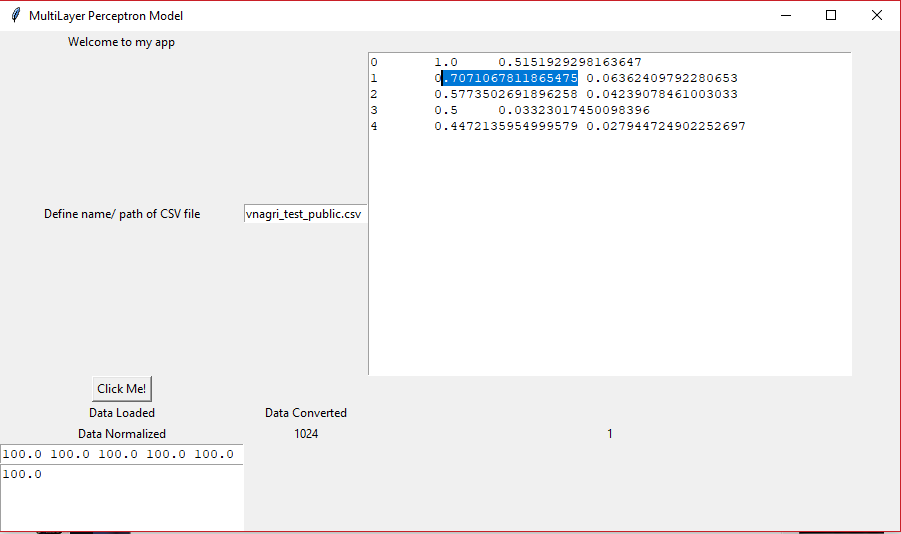 MultiLayer Perceptron Model
Welcome to my app
0 1.0 0.5151929298163647
1 0.7071067811865475 0.06362409792280653
2 0.5773502691896258 0.04239078461003033
3 0.5 0.03323017450098396
4 0.4472135954999579 0.027944724902252697
Define name/ path of CSV file vnagri_test_public.csv
Click Me!
Data Loaded Data Converted
Data Normalized 1024 1
100.0 100.0 100.0 100.0 100.0
100.0